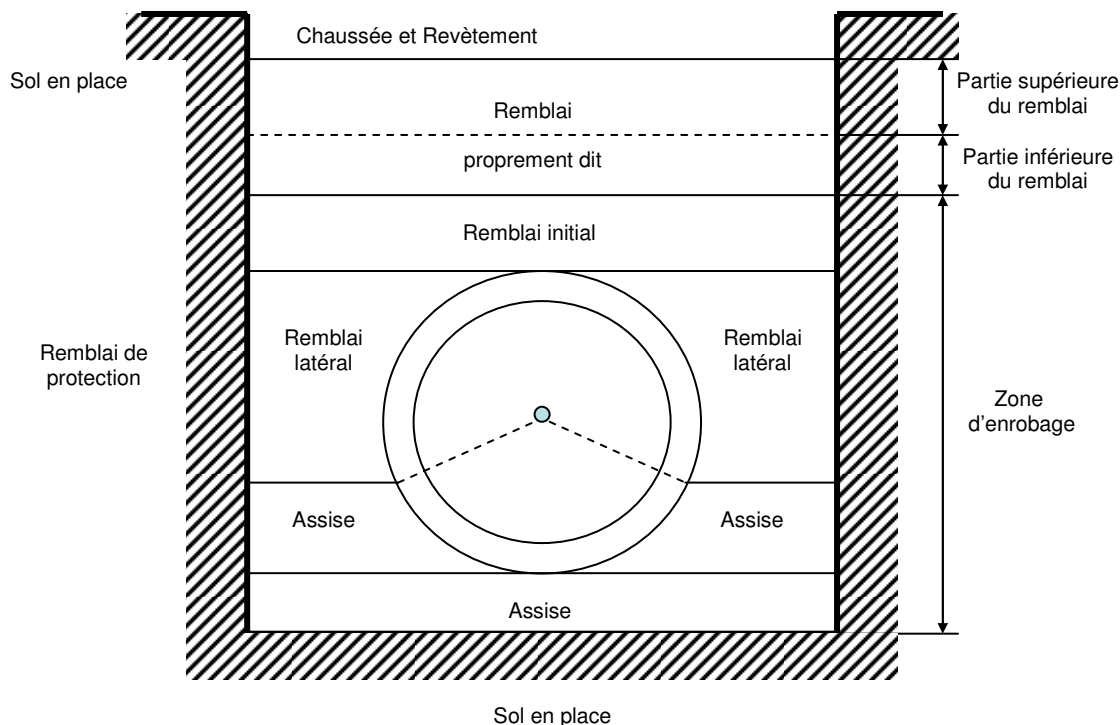 Chaussée et Revètement
Sol en place
Partie supérieure
du remblai
Remblai
proprement dit
Partie inférieure
du remblai
Remblai initial
Remblai
latéral
Remblai
latéral
Remblai de
protection
Zone
d'enrobage
Assise
Assise
Assise
Sol en place